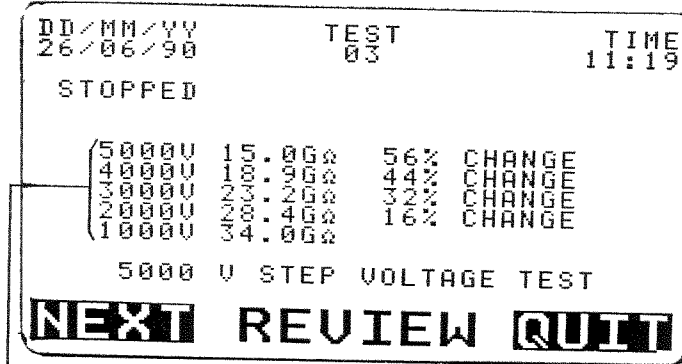 DD/MM/YY TEST TIME
26/06/90 03 11:19
STOPPED
5000V 15.0GΩ 56% CHANGE
4000V 18.9GΩ 44% CHANGE
3000V 23.2GΩ 32% CHANGE
2000V 28.4GΩ 16% CHANGE
1000V 34.0GΩ
5000 V STEP VOLTAGE TEST
NEXT REVIEW QUIT